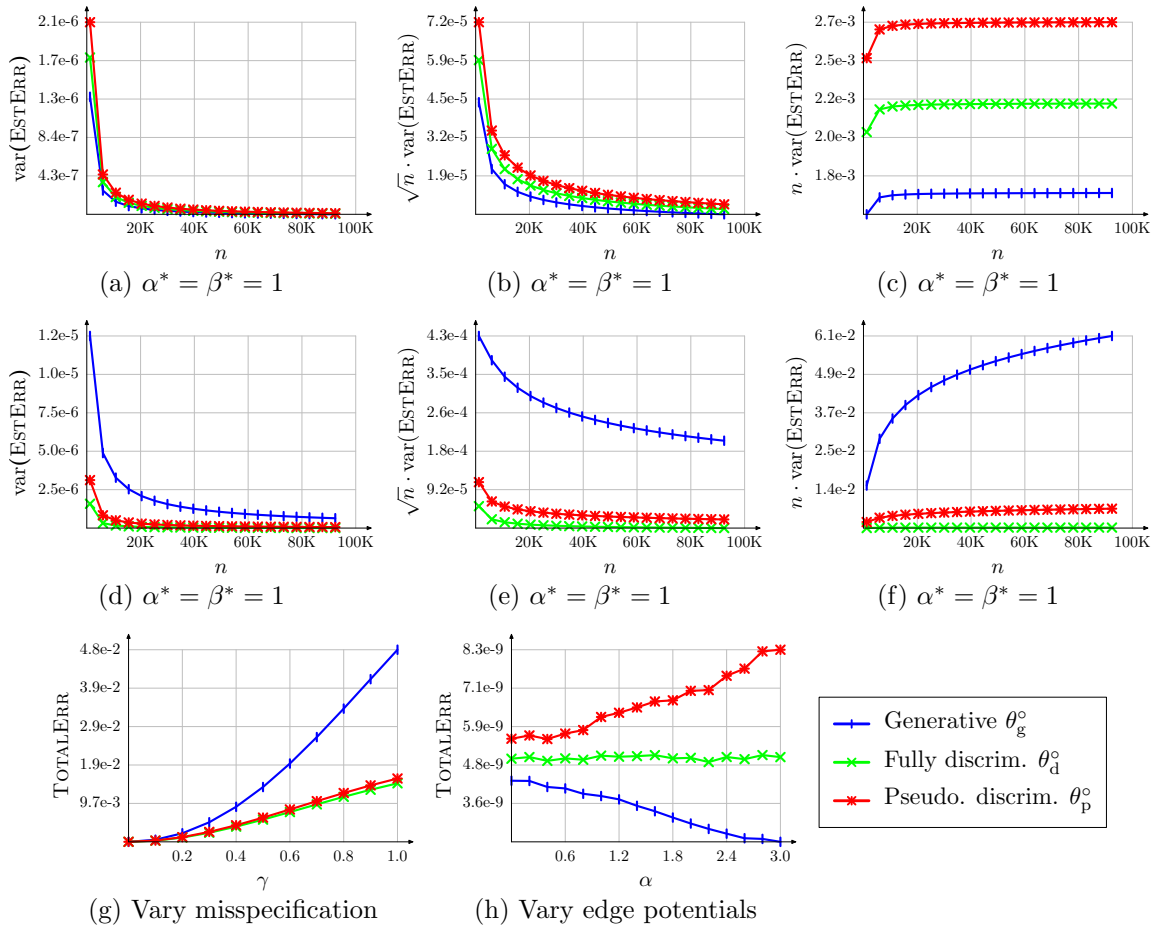 var(ESTERR)
2.1e-6
1.7e-6
1.3e-6
8.4e-7
4.3e-7
20K 40K 60K 80K 100K
n
(a) α* = β* = 1
√n · var(ESTERR)
7.2e-5
5.9e-5
4.5e-5
3.2e-5
1.9e-5
20K 40K 60K 80K 100K
n
(b) α* = β* = 1
n · var(ESTERR)
2.7e-3
2.5e-3
2.2e-3
2.0e-3
1.8e-3
20K 40K 60K 80K 100K
n
(c) α* = β* = 1
var(ESTERR)
1.2e-5
1.0e-5
7.5e-6
5.0e-6
2.5e-6
20K 40K 60K 80K 100K
n
(d) α* = β* = 1
√n · var(ESTERR)
4.3e-4
3.5e-4
2.6e-4
1.8e-4
9.2e-5
20K 40K 60K 80K 100K
n
(e) α* = β* = 1
n · var(ESTERR)
6.1e-2
4.9e-2
3.7e-2
2.5e-2
1.4e-2
20K 40K 60K 80K 100K
n
(f) α* = β* = 1
TOTALERR
4.8e-2
3.9e-2
2.9e-2
1.9e-2
9.7e-3
0.2 0.4 0.6 0.8 1.0
γ
(g) Vary misspecification
TOTALERR
8.3e-9
7.1e-9
5.9e-9
4.8e-9
3.6e-9
0.6 1.2 1.8 2.4 3.0
α
(h) Vary edge potentials
Generative θ°g
Fully discrim. θ°d
Pseudo. discrim. θ°p